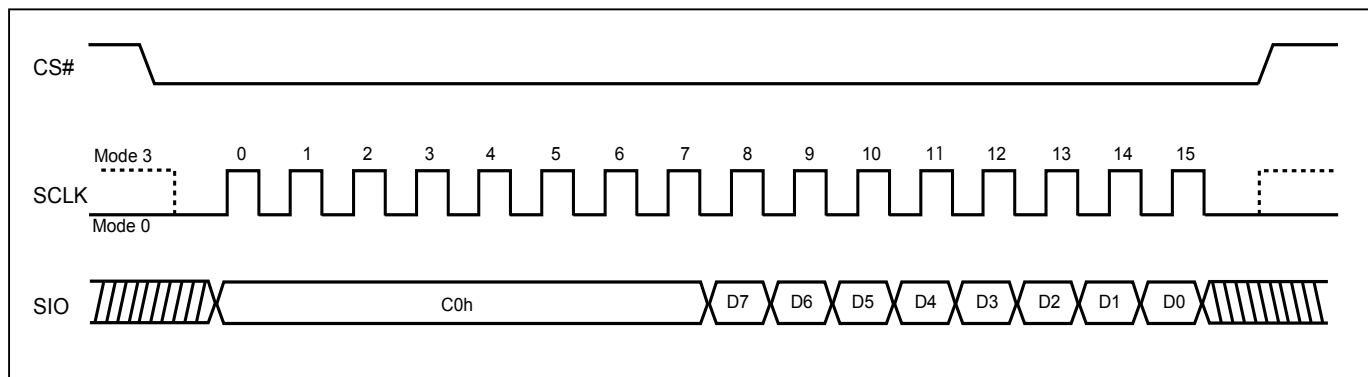 CS#
Mode 3
0 1 2 3 4 5 6 7 8 9 10 11 12 13 14 15
SCLK
Mode 0
SIO
C0h D7 D6 D5 D4 D3 D2 D1 D0